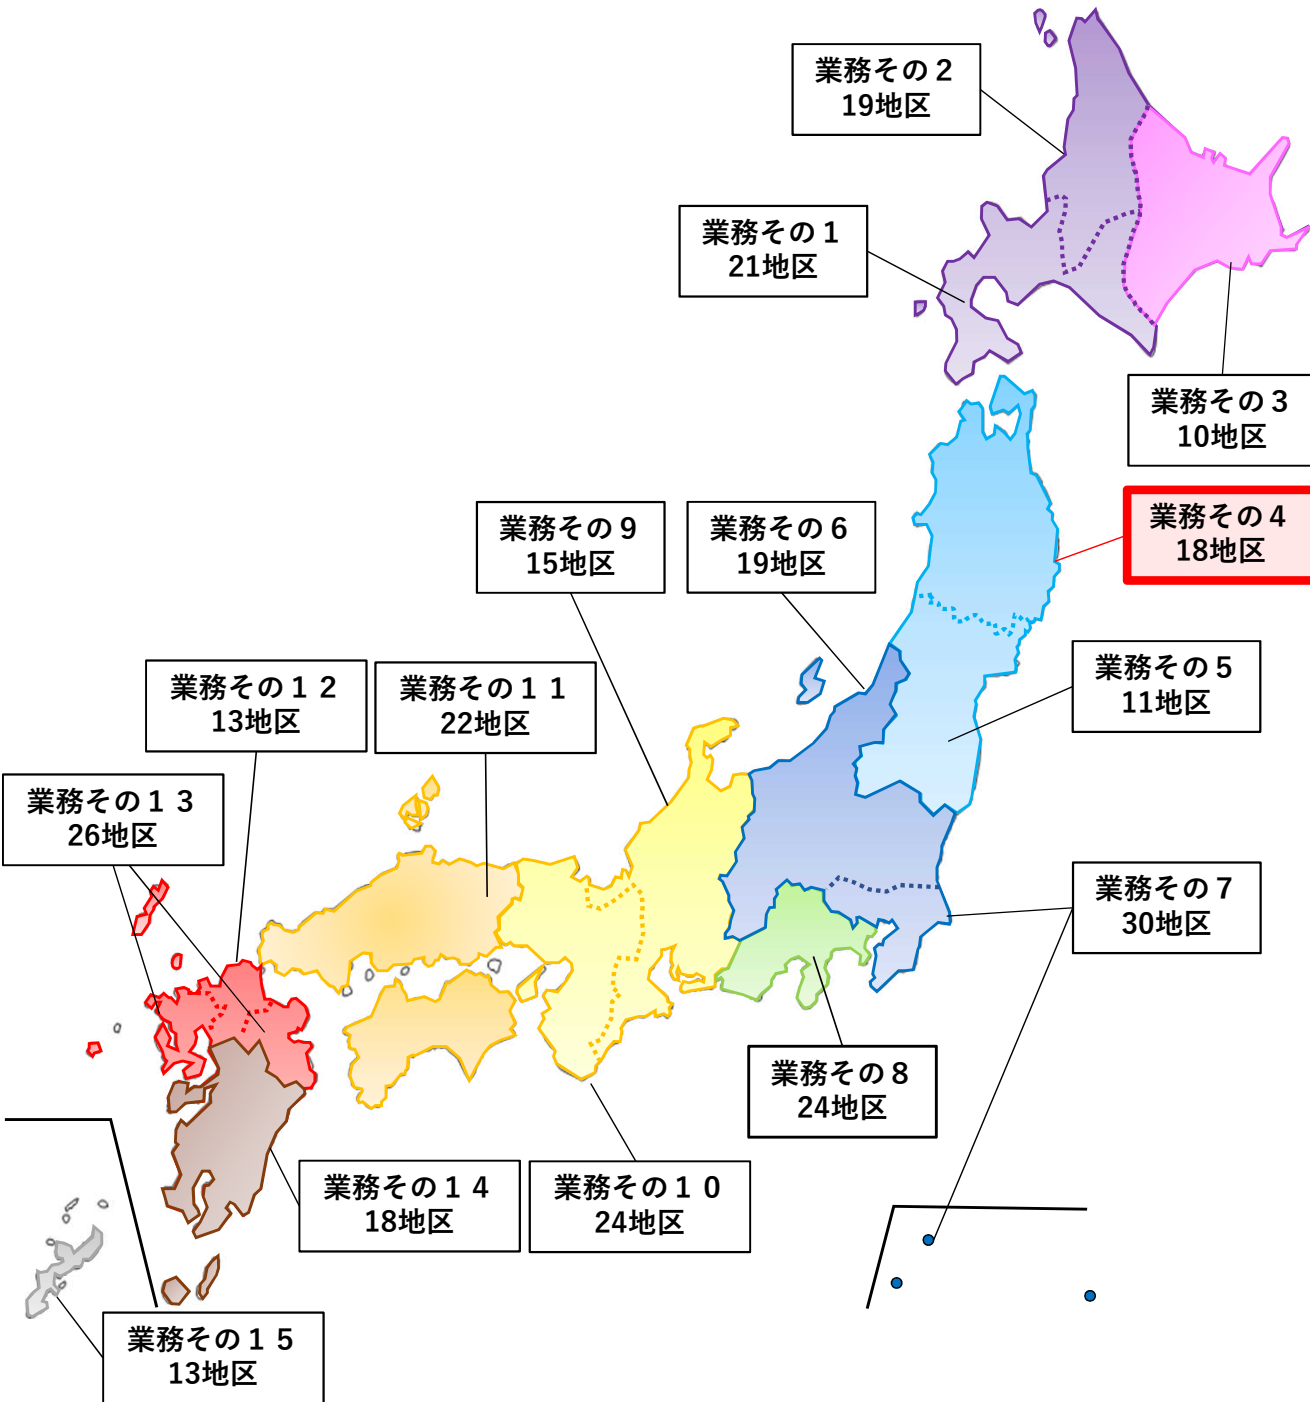 業務その２
19地区
業務その１
21地区
業務その３
10地区
業務その４
18地区
業務その９
15地区
業務その６
19地区
業務その５
11地区
業務その１２
13地区
業務その１１
22地区
業務その１３
26地区
業務その７
30地区
業務その８
24地区
業務その１４
18地区
業務その１０
24地区
業務その１５
13地区